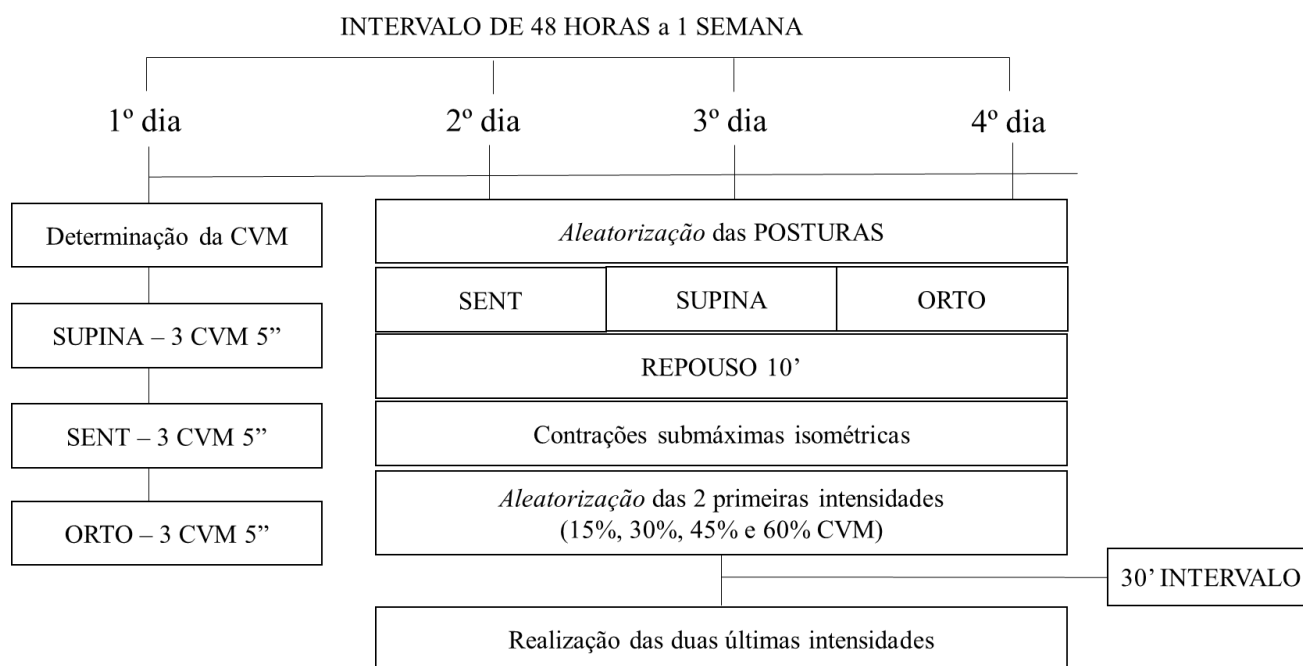 INTERVALO DE 48 HORAS a 1 SEMANA
1º dia
2º dia
3º dia
4º dia
Determinação da CVM
SUPINA – 3 CVM 5”
SENT – 3 CVM 5”
ORTO – 3 CVM 5”
Aleatorização das POSTURAS
SENT
SUPINA
ORTO
REPOUSO 10’
Contrações submáximas isométricas
Aleatorização das 2 primeiras intensidades
(15%, 30%, 45% e 60% CVM)
30’ INTERVALO
Realização das duas últimas intensidades